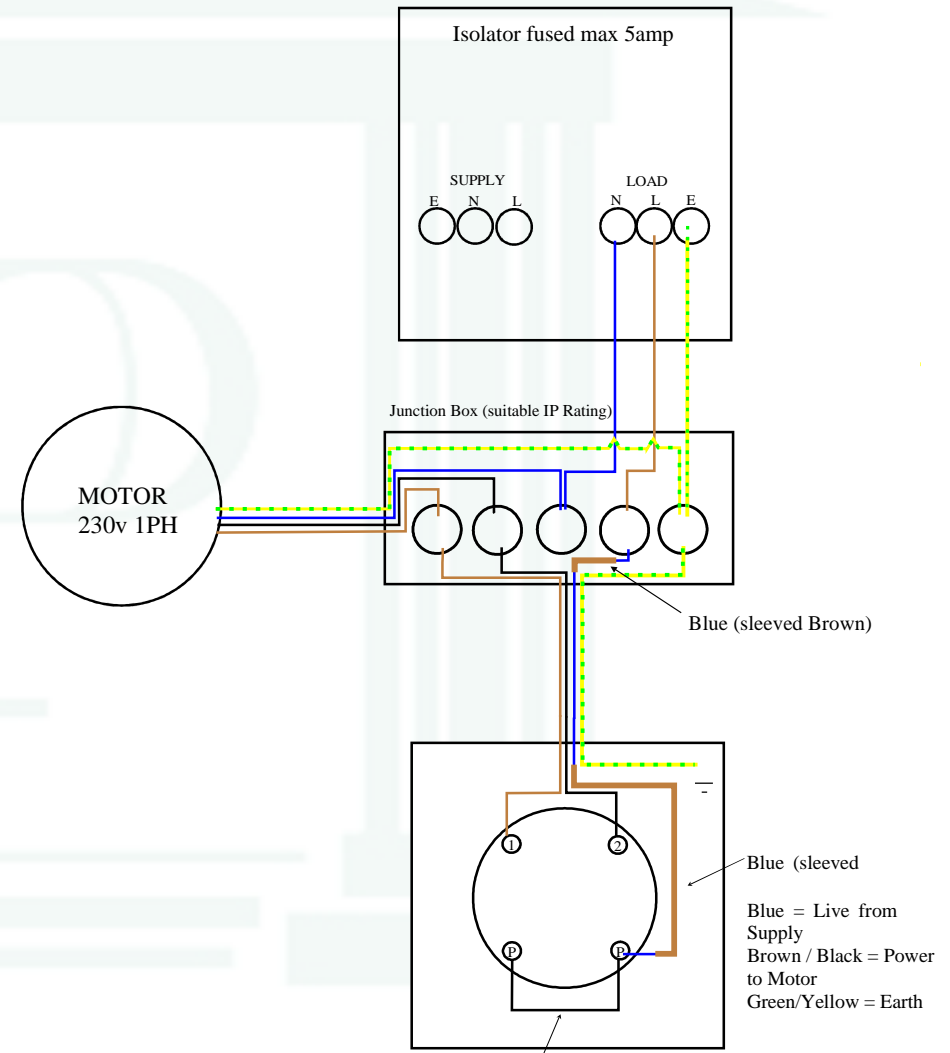 Isolator fused max 5amp
SUPPLY
LOAD
E N L
N L E
Junction Box (suitable IP Rating)
MOTOR
230v 1PH
Blue (sleeved Brown)
1 2
Blue (sleeved
P P
Blue = Live from
Supply
Brown / Black = Power
to Motor
Green/Yellow = Earth